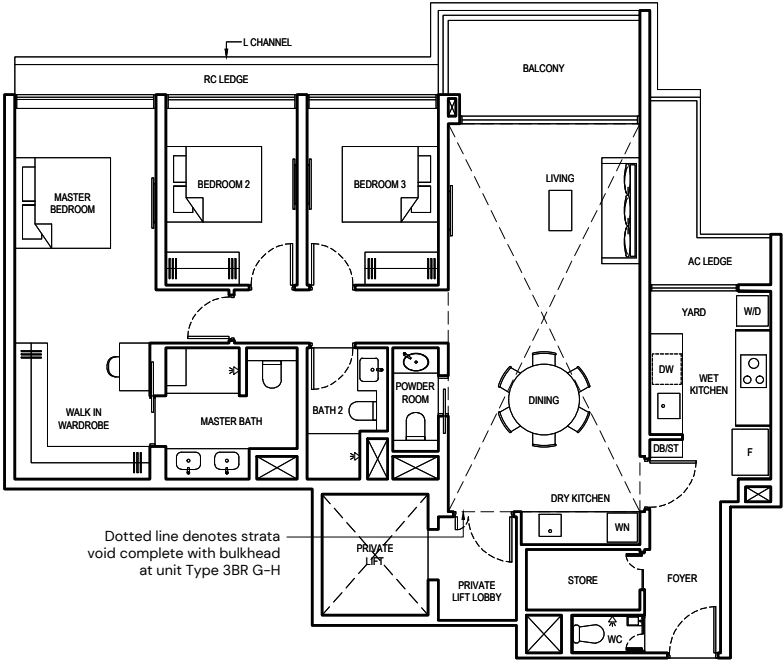 L CHANNEL
RC LEDGE
BALCONY
MASTER
BEDROOM
BEDROOM 2
BEDROOM 3
LIVING
AC LEDGE
YARD
W/D
DW
WET
KITCHEN
WALK IN
WARDROBE
MASTER BATH
BATH 2
POWDER
ROOM
DINING
DB/ST
F
DRY KITCHEN
WN
Dotted line denotes strata
void complete with bulkhead
at unit Type 3BR G-H
PRIVATE
LIFT
PRIVATE
LIFT LOBBY
STORE
FOYER
WC